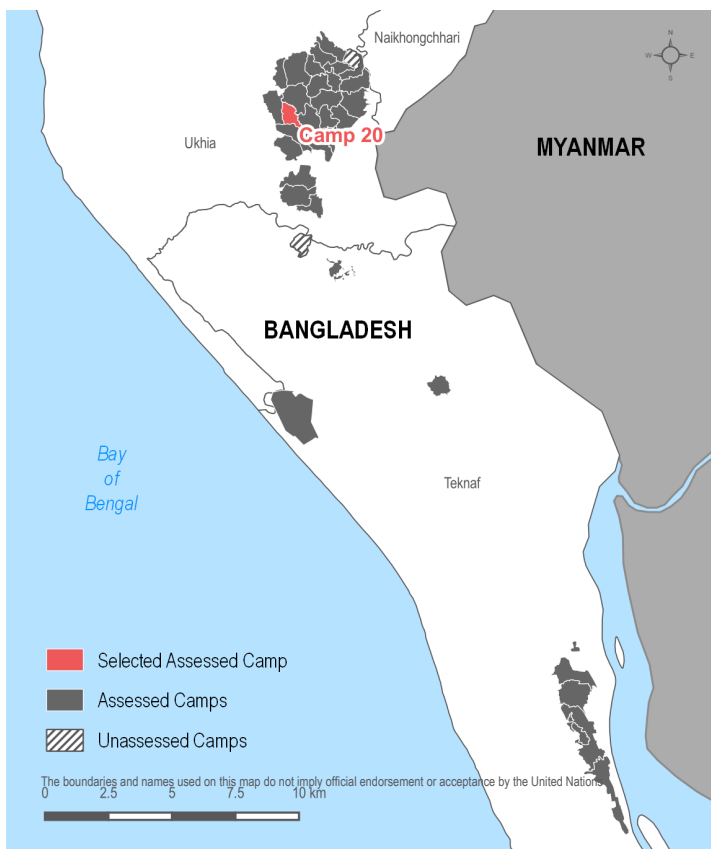 Naikhongchhari
N
W E
S
Camp 20
Ukhia
MYANMAR
BANGLADESH
Bay
of
Bengal
Teknaf
Selected Assessed Camp
Assessed Camps
Unassessed Camps
The boundaries and names used on this map do not imply official endorsement or acceptance by the United Nations
0 2.5 5 7.5 10 km